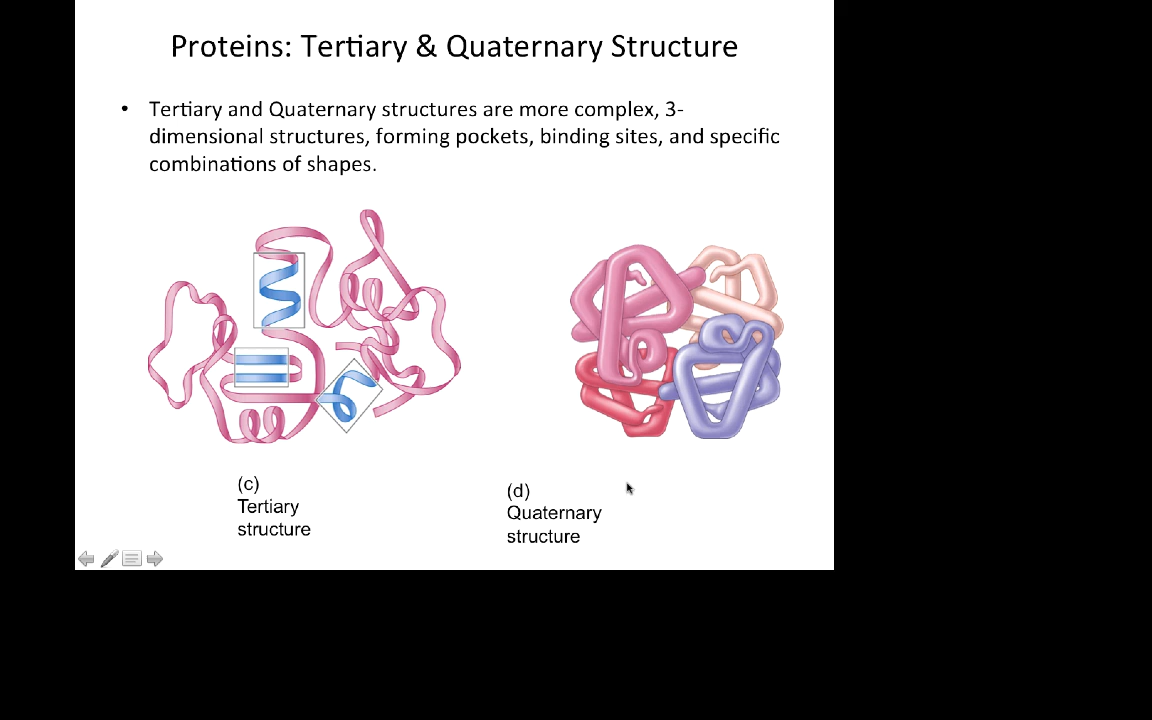 Proteins: Tertiary & Quaternary Structure
• Tertiary and Quaternary structures are more complex, 3-
dimensional structures, forming pockets, binding sites, and specific
combinations of shapes.
(c)
Tertiary
structure
(d)
Quaternary
structure